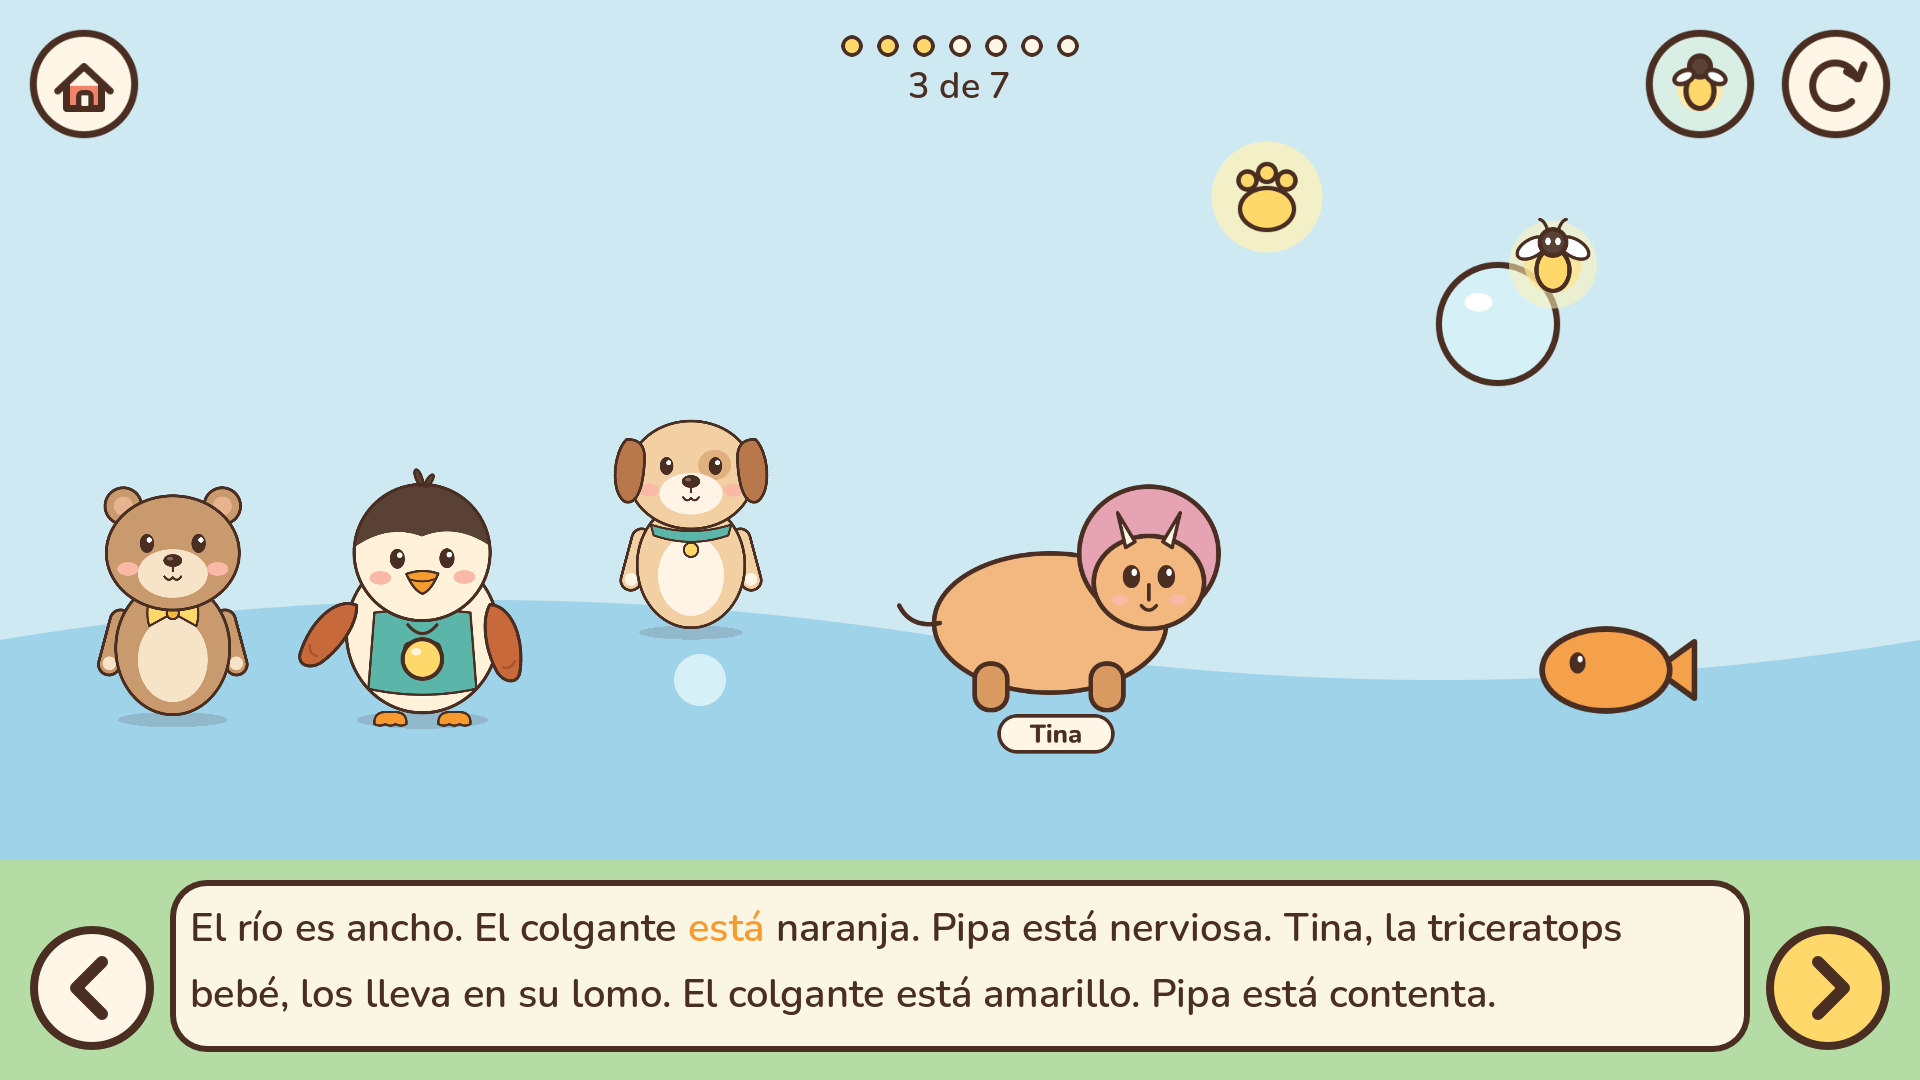 3 de 7
Tina
El río es ancho. El colgante está naranja. Pipa está nerviosa. Tina, la triceratops
bebé, los lleva en su lomo. El colgante está amarillo. Pipa está contenta.